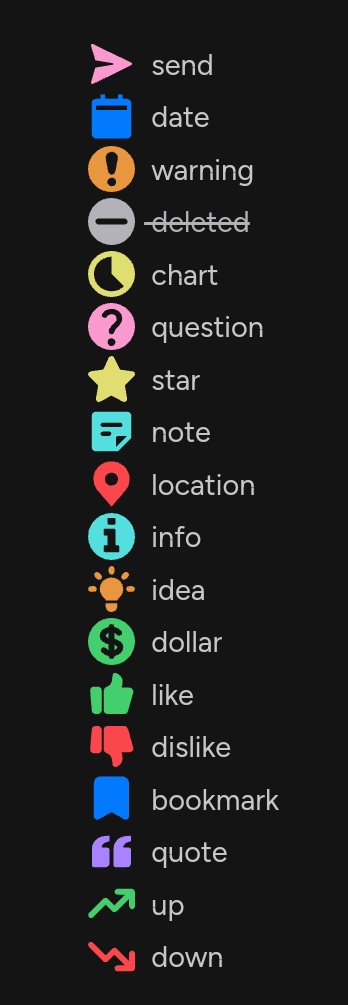 send
date
warning
deleted
chart
question
star
note
location
info
idea
dollar
like
dislike
bookmark
quote
up
down